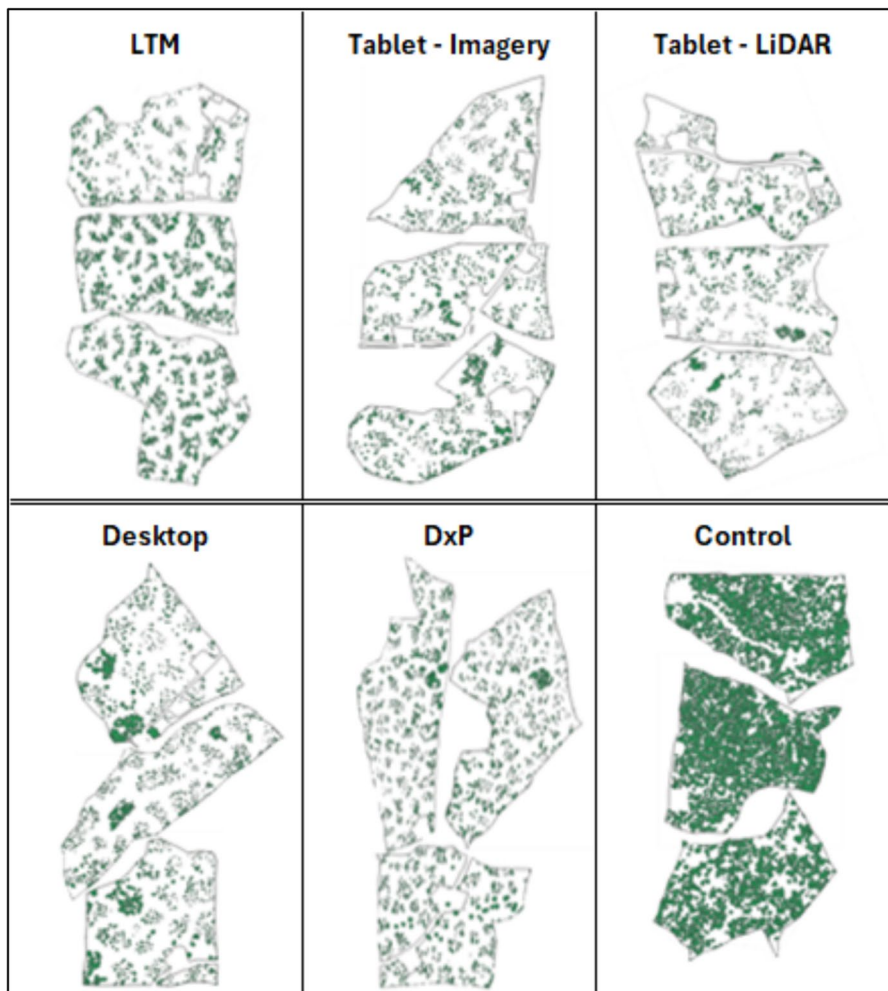 LTM
Tablet - Imagery
Tablet - LiDAR
Desktop
DxP
Control